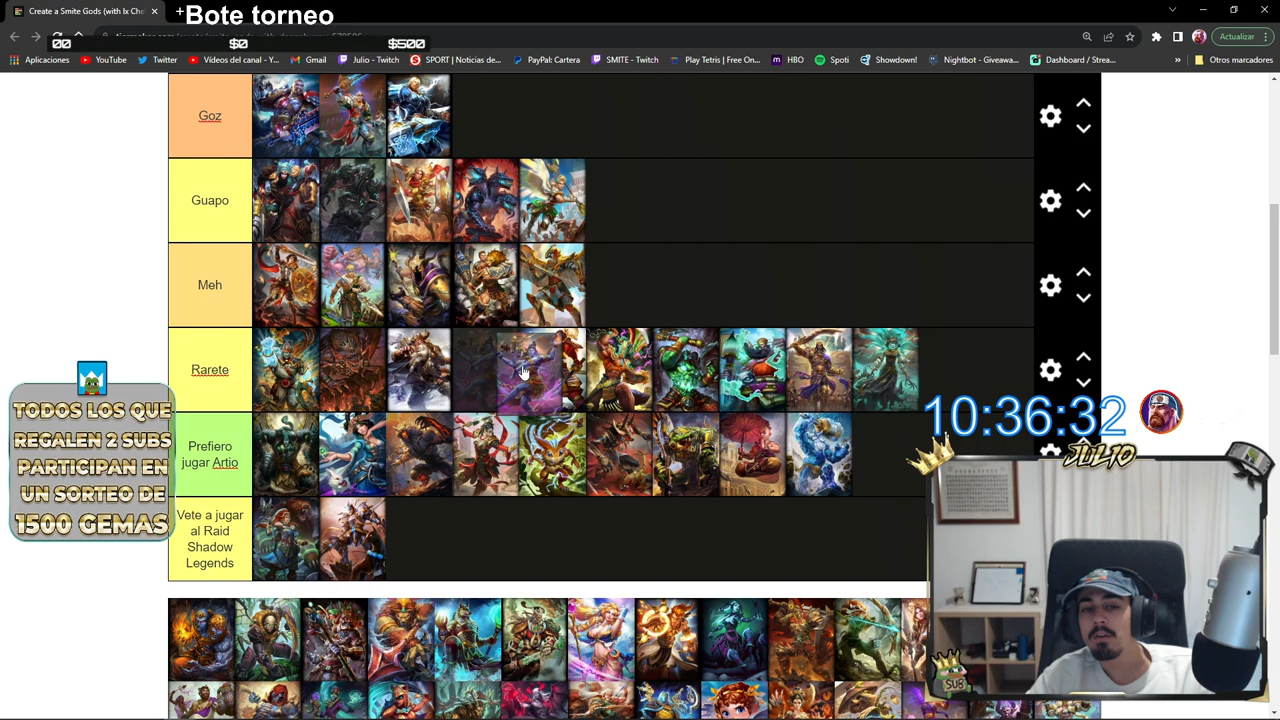 Create a Smite Gods (with Ix Che
Bote torneo
00 $0 $500
Actualizar
Aplicaciones YouTube Twitter Vídeos del canal - Y... Gmail Julio - Twitch SPORT | Noticias de... PayPal: Cartera SMITE - Twitch Play Tetris | Free On... HBO Spoti Showdown! Nightbot - Giveawa... Dashboard / Strea... » Otros marcadores
Goz
Guapo
Meh
Rarete
Prefiero
jugar Artio
Vete a jugar
al Raid
Shadow
Legends
TODOS LOS QUE
REGALEN 2 SUBS
PARTICIPAN EN
UN SORTEO DE
1500 GEMAS
10:36:32
JULIO
SUB